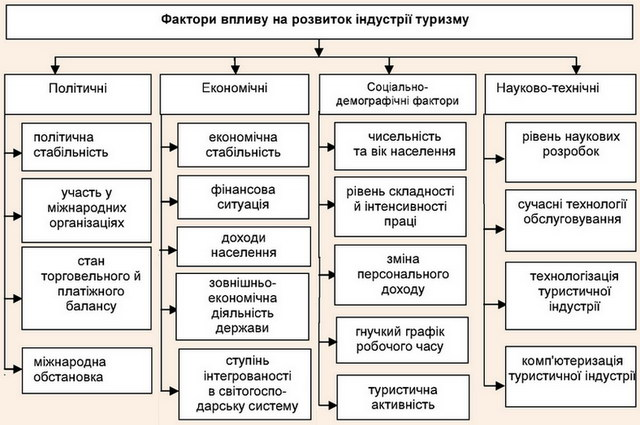 Фактори впливу на розвиток індустрії туризму
Політичні
політична
стабільність
участь у
міжнародних
організаціях
стан
торговельного й
платіжного
балансу
міжнародна
обстановка
Економічні
економічна
стабільність
фінансова
ситуація
доходи
населення
зовнішньо-
економічна
діяльність
держави
ступінь
інтегрованості
в світогоспо-
дарську систему
Соціально-
демографічні фактори
чисельність
та вік населення
рівень складності
й інтенсивності
праці
зміна
персонального
доходу
гнучкий графік
робочого часу
туристична
активність
Науково-технічні
рівень наукових
розробок
сучасні технології
обслуговування
технологізація
туристичної
індустрії
комп'ютеризація
туристичної індустрії